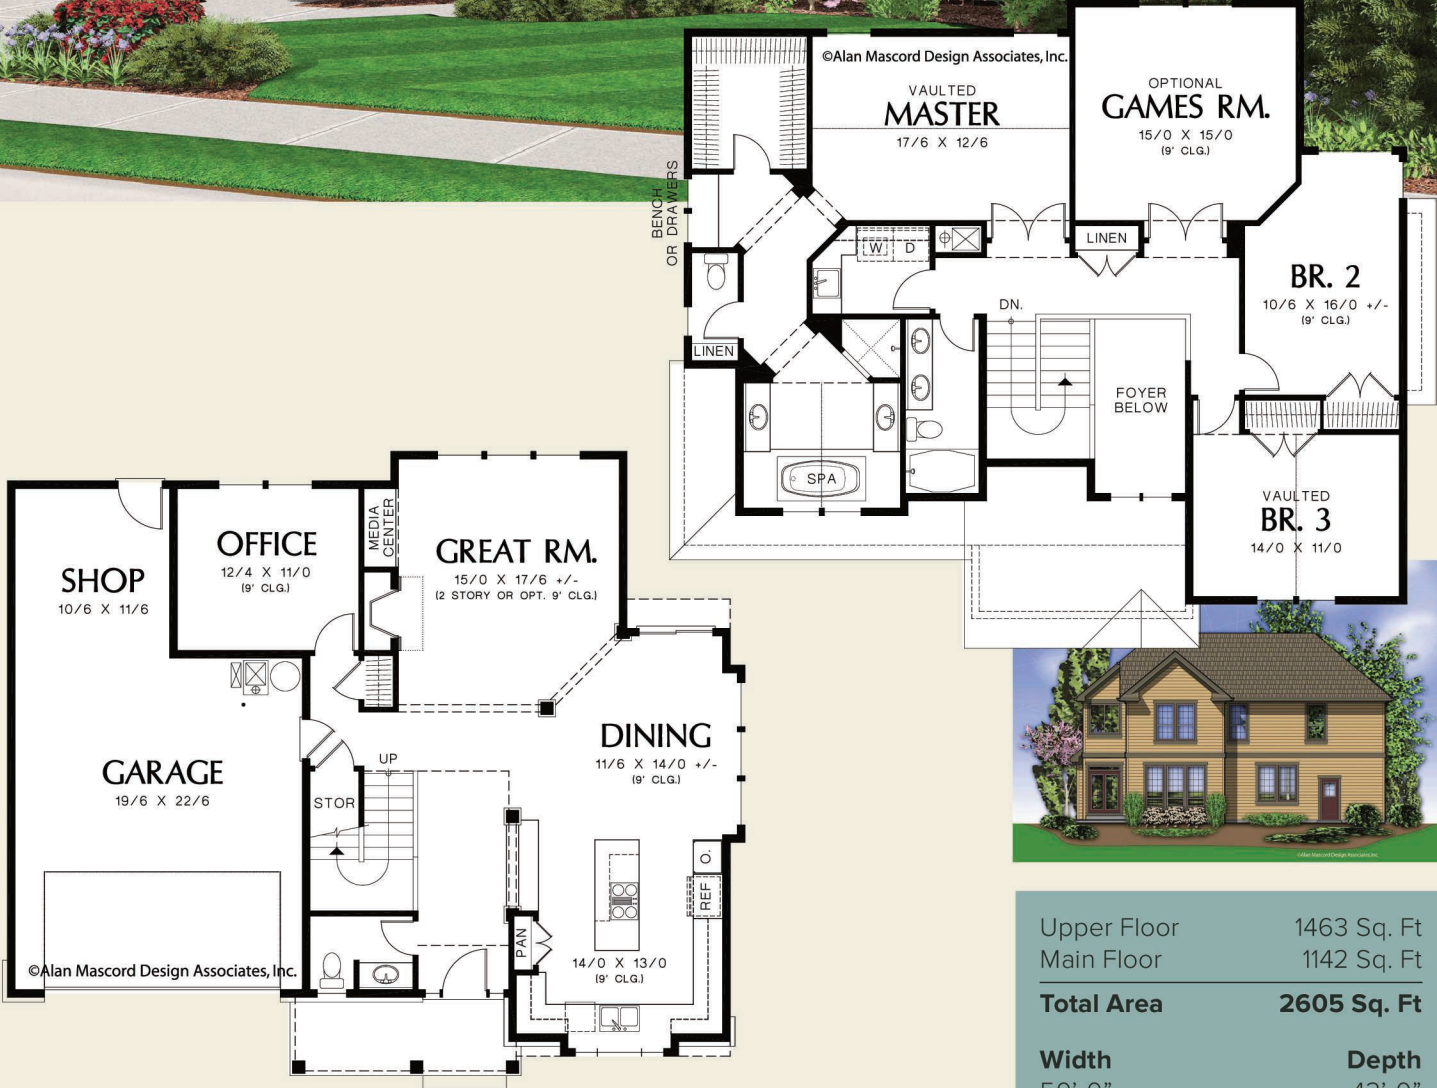 ©Alan Mascord Design Associates, Inc.
VAULTED
MASTER
17/6 X 12/6
OPTIONAL
GAMES RM.
15/0 X 15/0
(9' CLG.)
BENCH
OR DRAWERS
W D
LINEN
BR. 2
10/6 X 16/0 +/-
(9' CLG.)
DN.
LINEN
FOYER
BELOW
SPA
VAULTED
BR. 3
14/0 X 11/0
OFFICE
12/4 X 11/0
(9' CLG.)
MEDIA
CENTER
GREAT RM.
15/0 X 17/6 +/-
(2 STORY OR OPT. 9' CLG.)
SHOP
10/6 X 11/6
DINING
11/6 X 14/0 +/-
(9' CLG.)
GARAGE
19/6 X 22/6
UP
STOR
O.
REF
PAN
14/0 X 13/0
(9' CLG.)
©Alan Mascord Design Associates, Inc.
©Alan Mascord Design Associates, Inc.
Upper Floor 1463 Sq. Ft
Main Floor 1142 Sq. Ft
Total Area 2605 Sq. Ft
Width Depth